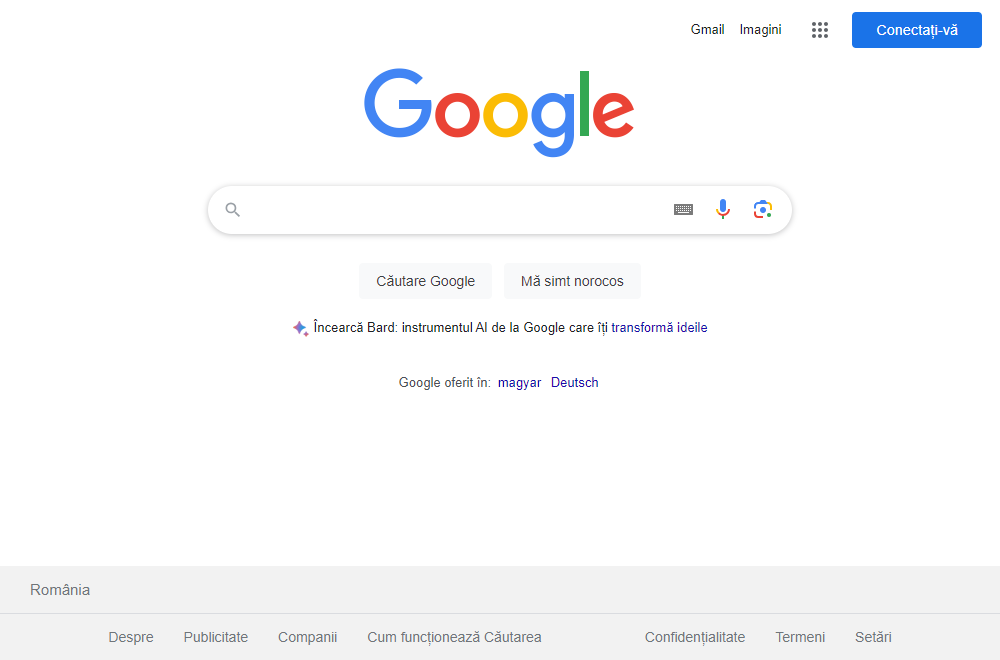 Gmail Imagini Conectați-vă
Google
Căutare Google Mă simt norocos
Încearcă Bard: instrumentul AI de la Google care îți transformă ideile
Google oferit în: magyar Deutsch
România
Despre Publicitate Companii Cum funcționează Căutarea Confidențialitate Termeni Setări